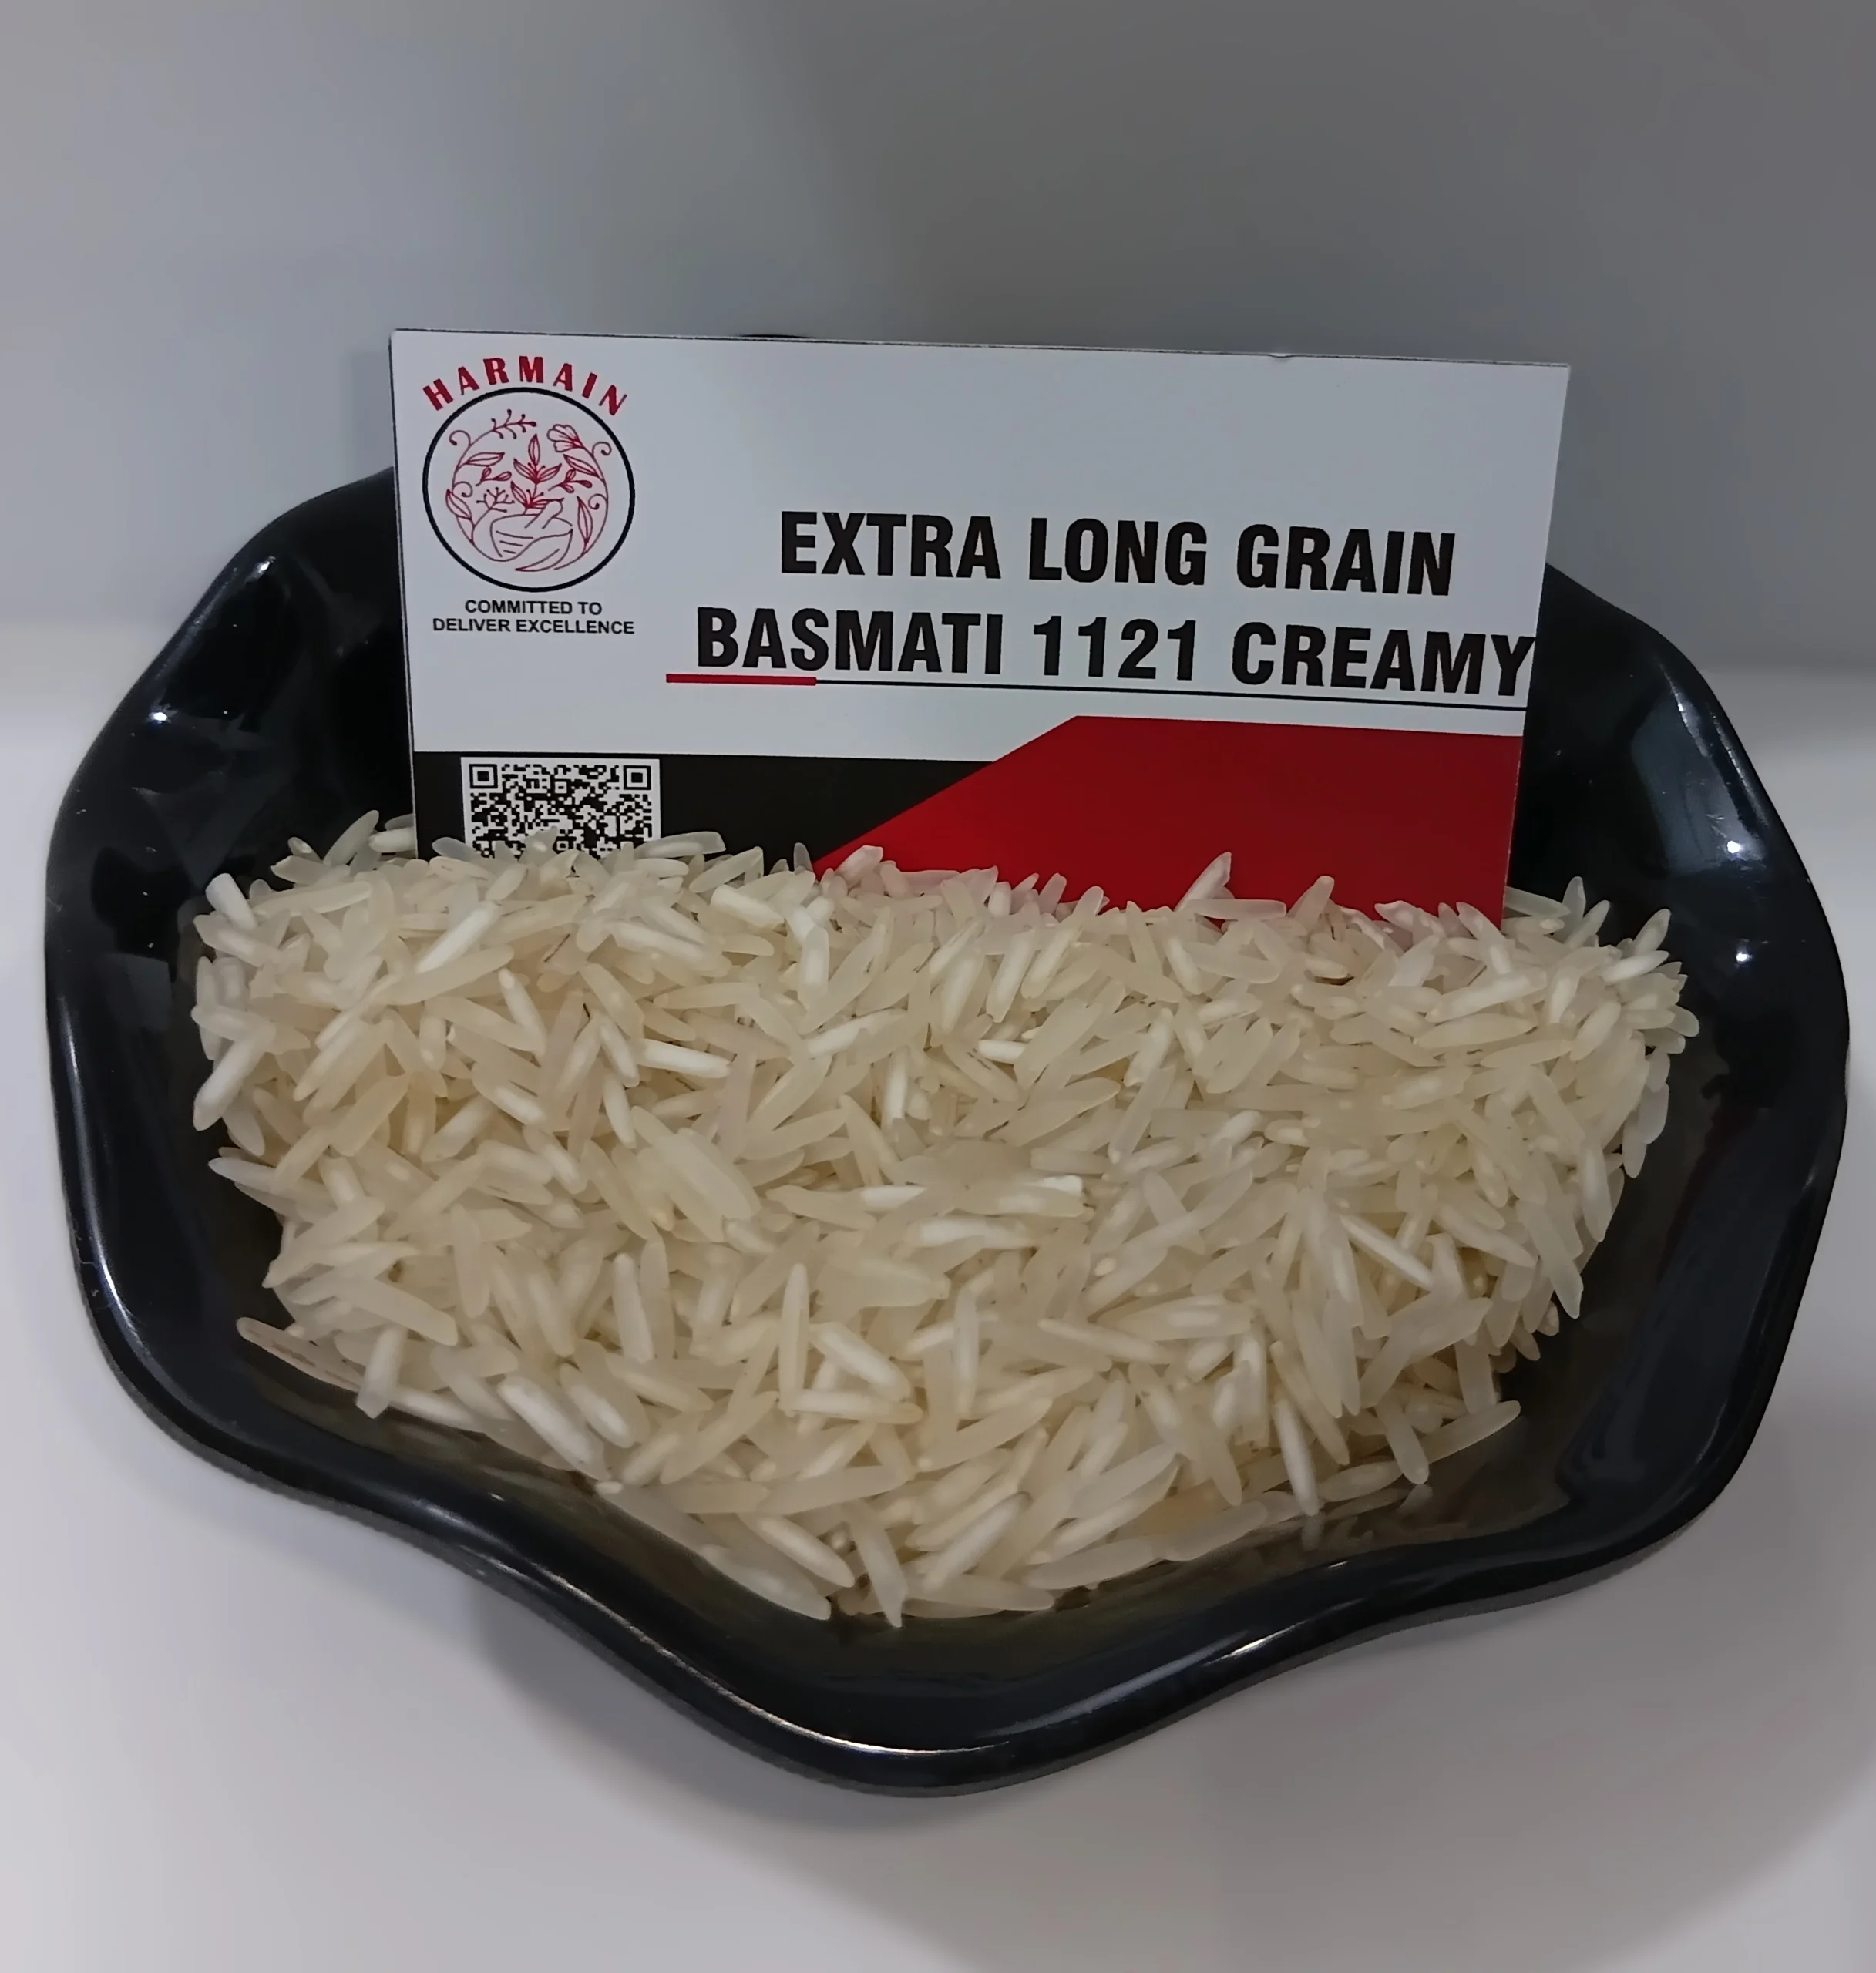 HARMAIN
COMMITTED TO
DELIVER EXCELLENCE
EXTRA LONG GRAIN
BASMATI 1121 CREAMY